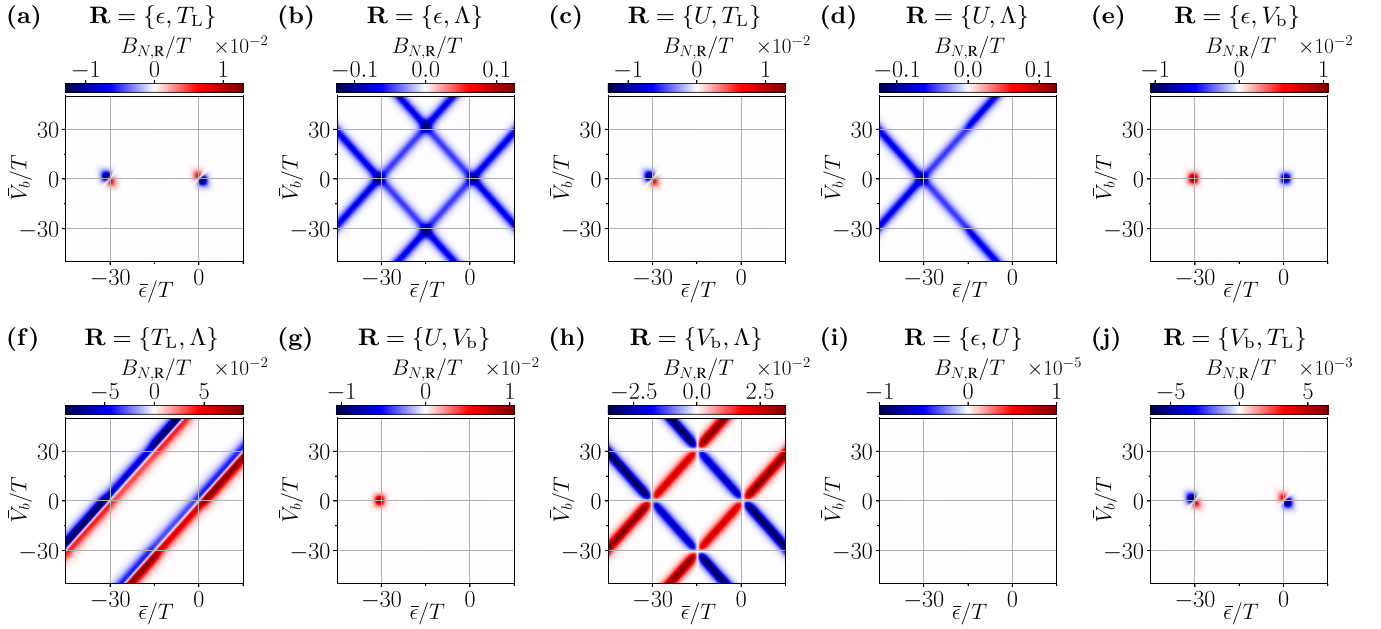 (a) R = {ϵ, T_L}
B_{N,R}/T ×10⁻²
−1 0 1
30
0
−30
V̄_b/T
−30 0
ϵ̄/T
(b) R = {ϵ, Λ}
B_{N,R}/T
−0.1 0.0 0.1
30
0
−30
V̄_b/T
−30 0
ϵ̄/T
(c) R = {U, T_L}
B_{N,R}/T ×10⁻²
−1 0 1
30
0
−30
V̄_b/T
−30 0
ϵ̄/T
(d) R = {U, Λ}
B_{N,R}/T
−0.1 0.0 0.1
30
0
−30
V̄_b/T
−30 0
ϵ̄/T
(e) R = {ϵ, V_b}
B_{N,R}/T ×10⁻²
−1 0 1
30
0
−30
V̄_b/T
−30 0
ϵ̄/T
(f) R = {T_L, Λ}
B_{N,R}/T ×10⁻²
−5 0 5
30
0
−30
V̄_b/T
−30 0
ϵ̄/T
(g) R = {U, V_b}
B_{N,R}/T ×10⁻²
−1 0 1
30
0
−30
V̄_b/T
−30 0
ϵ̄/T
(h) R = {V_b, Λ}
B_{N,R}/T ×10⁻²
−2.5 0.0 2.5
30
0
−30
V̄_b/T
−30 0
ϵ̄/T
(i) R = {ϵ, U}
B_{N,R}/T ×10⁻⁵
−1 0 1
30
0
−30
V̄_b/T
−30 0
ϵ̄/T
(j) R = {V_b, T_L}
B_{N,R}/T ×10⁻³
−5 0 5
30
0
−30
V̄_b/T
−30 0
ϵ̄/T